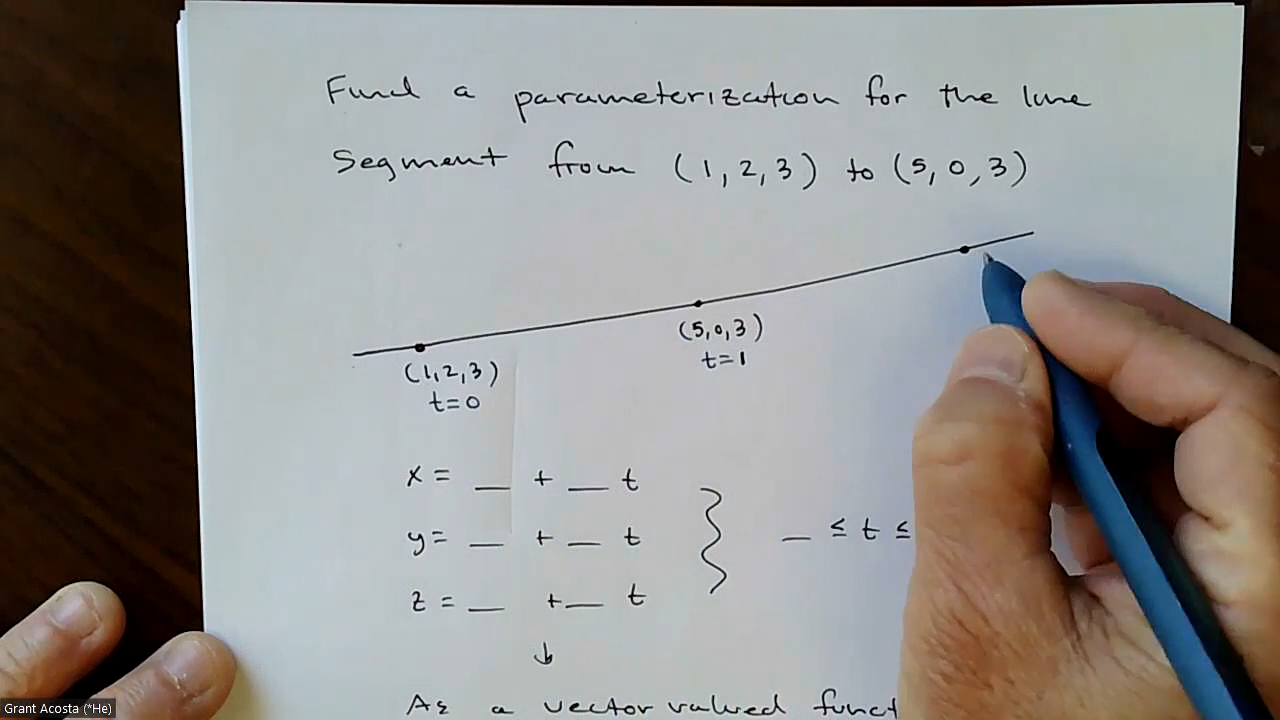 Find a parameterization for the line
Segment from (1, 2, 3) to (5, 0, 3)
(5, 0, 3)
t=1
(1, 2, 3)
t=0
x = __ + __ t
y = __ + __ t
__ ≤ t ≤
z = __ + __ t
↓
As a vector valued funct
Grant Acosta (*He)